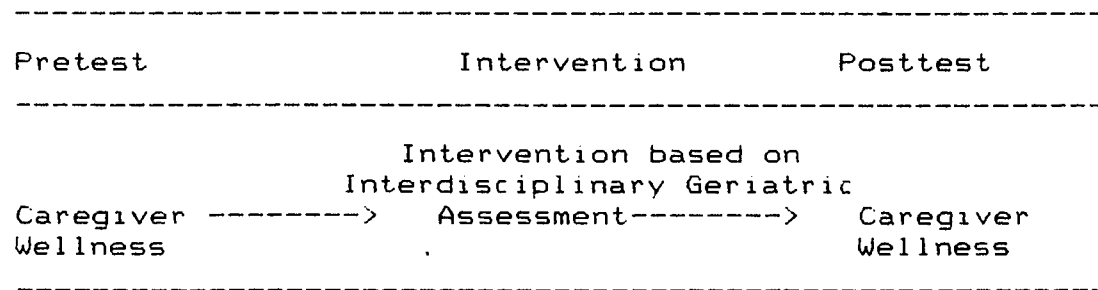 Pretest Intervention Posttest
Intervention based on
Interdisciplinary Geriatric
Caregiver --------> Assessment--------> Caregiver
Wellness Wellness